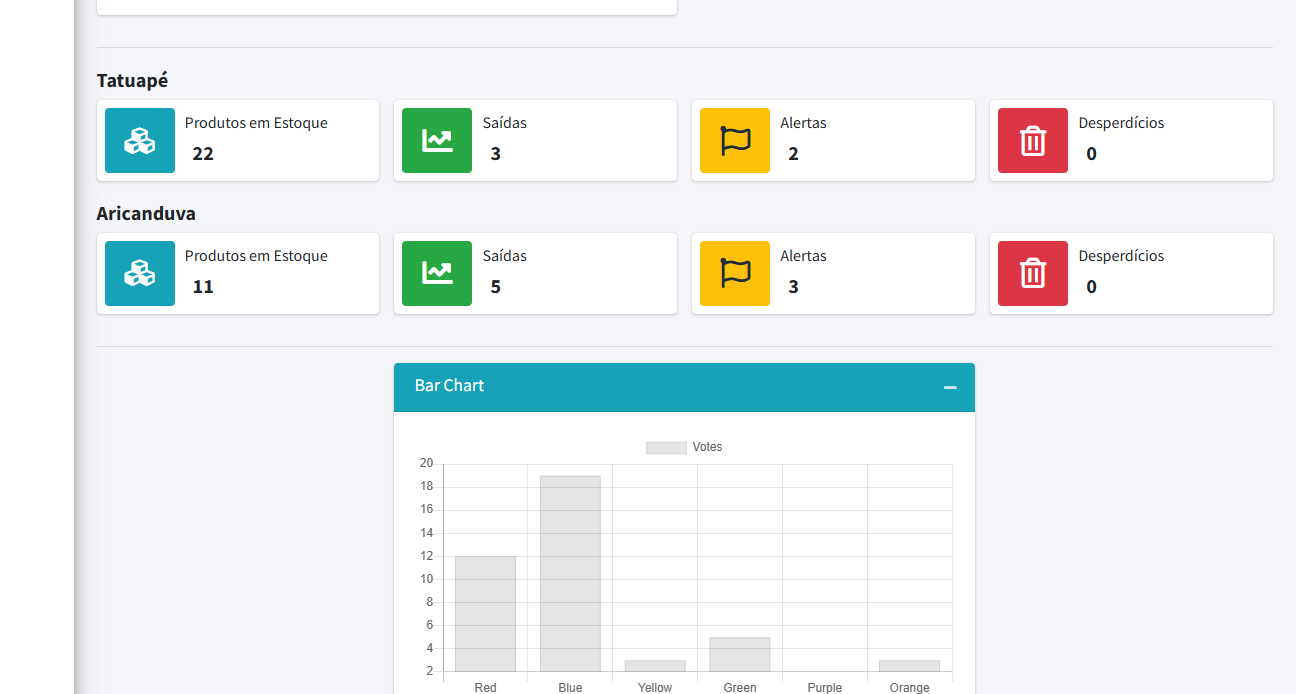 Tatuapé
Produtos em Estoque
22
Saídas
3
Alertas
2
Desperdícios
0
Aricanduva
Produtos em Estoque
11
Saídas
5
Alertas
3
Desperdícios
0
Bar Chart
Votes
20
18
16
14
12
10
8
6
4
2
Red Blue Yellow Green Purple Orange